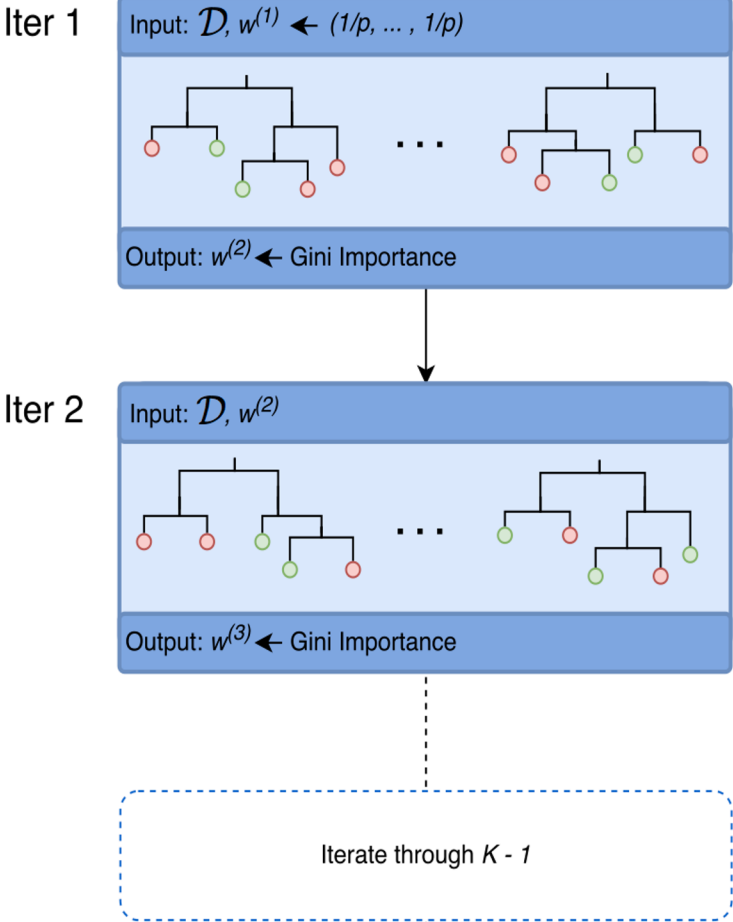 Iter 1
Input: 𝒟, w⁽¹⁾ ← (1/p, ... , 1/p)
...
Output: w⁽²⁾ ← Gini Importance
Iter 2
Input: 𝒟, w⁽²⁾
...
Output: w⁽³⁾ ← Gini Importance
Iterate through K - 1